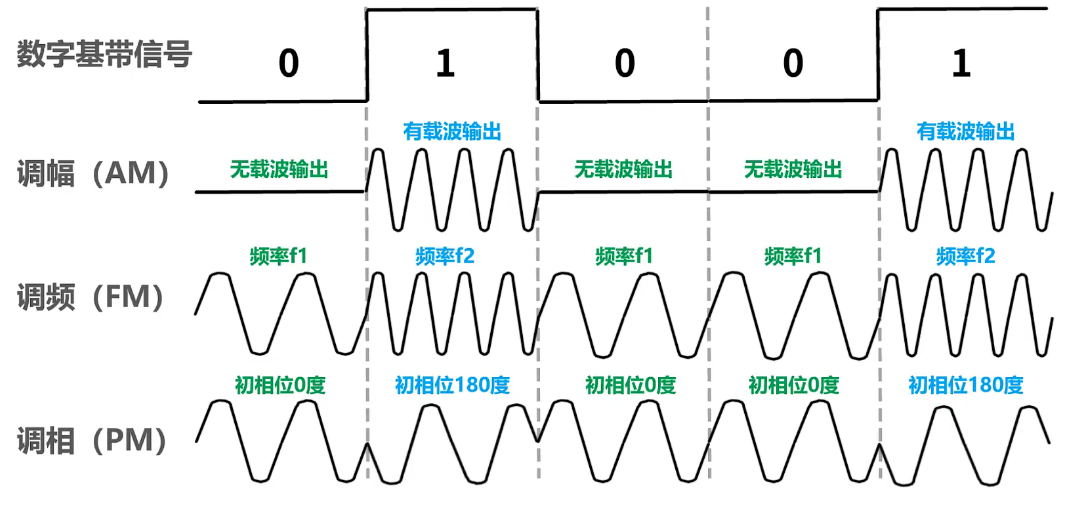 数字基带信号
0 1 0 0 1
有载波输出 有载波输出
调幅（AM） 无载波输出 无载波输出 无载波输出
频率f1 频率f2 频率f1 频率f1 频率f2
调频（FM）
初相位0度 初相位180度 初相位0度 初相位0度 初相位180度
调相（PM）